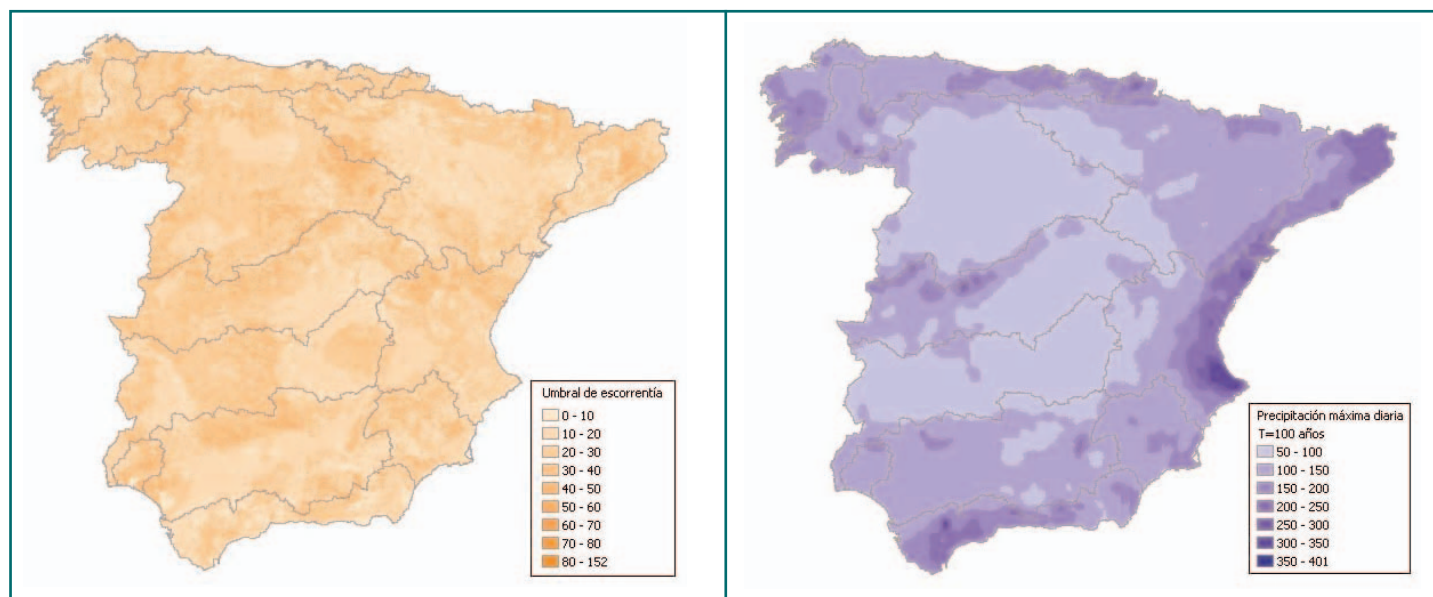 Umbral de escorrentía
0 - 10
10 - 20
20 - 30
30 - 40
40 - 50
50 - 60
60 - 70
70 - 80
80 - 152
Precipitación máxima diaria
T=100 años
50 - 100
100 - 150
150 - 200
200 - 250
250 - 300
300 - 350
350 - 401